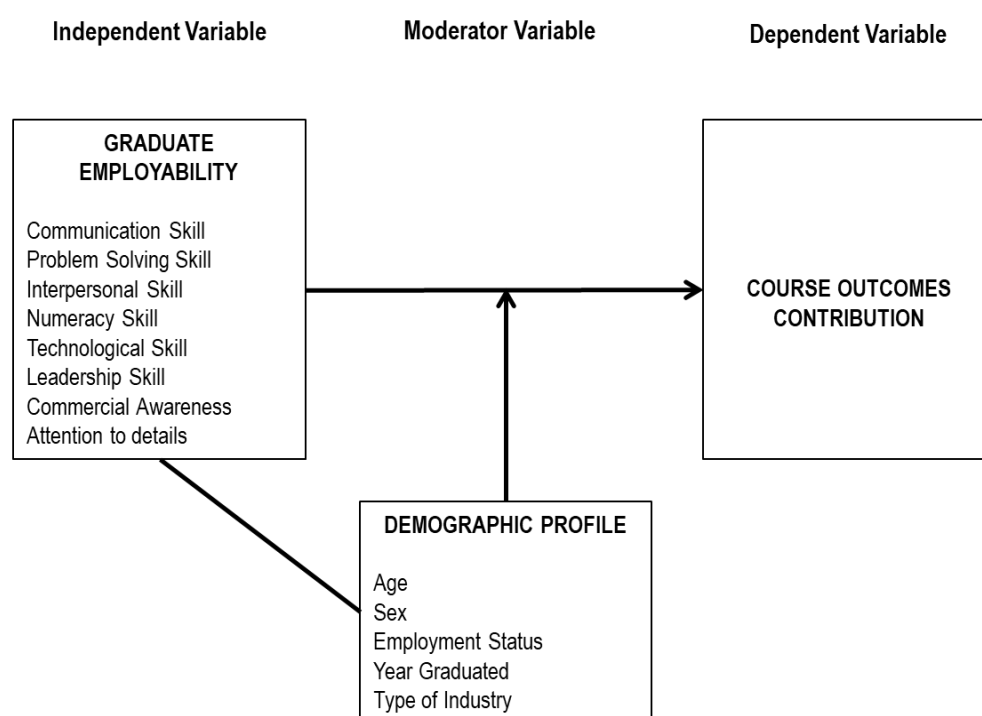 Independent Variable
Moderator Variable
Dependent Variable
GRADUATE
EMPLOYABILITY
Communication Skill
Problem Solving Skill
Interpersonal Skill
Numeracy Skill
Technological Skill
Leadership Skill
Commercial Awareness
Attention to details
COURSE OUTCOMES
CONTRIBUTION
DEMOGRAPHIC PROFILE
Age
Sex
Employment Status
Year Graduated
Type of Industry